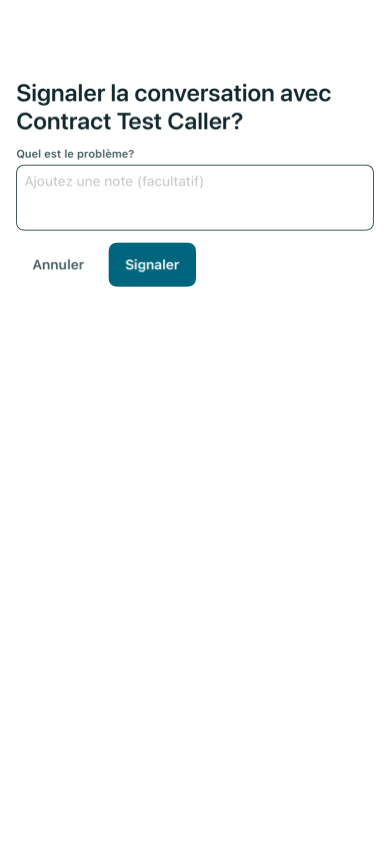 Signaler la conversation avec
Contract Test Caller?
Quel est le problème?
Ajoutez une note (facultatif)
Annuler
Signaler